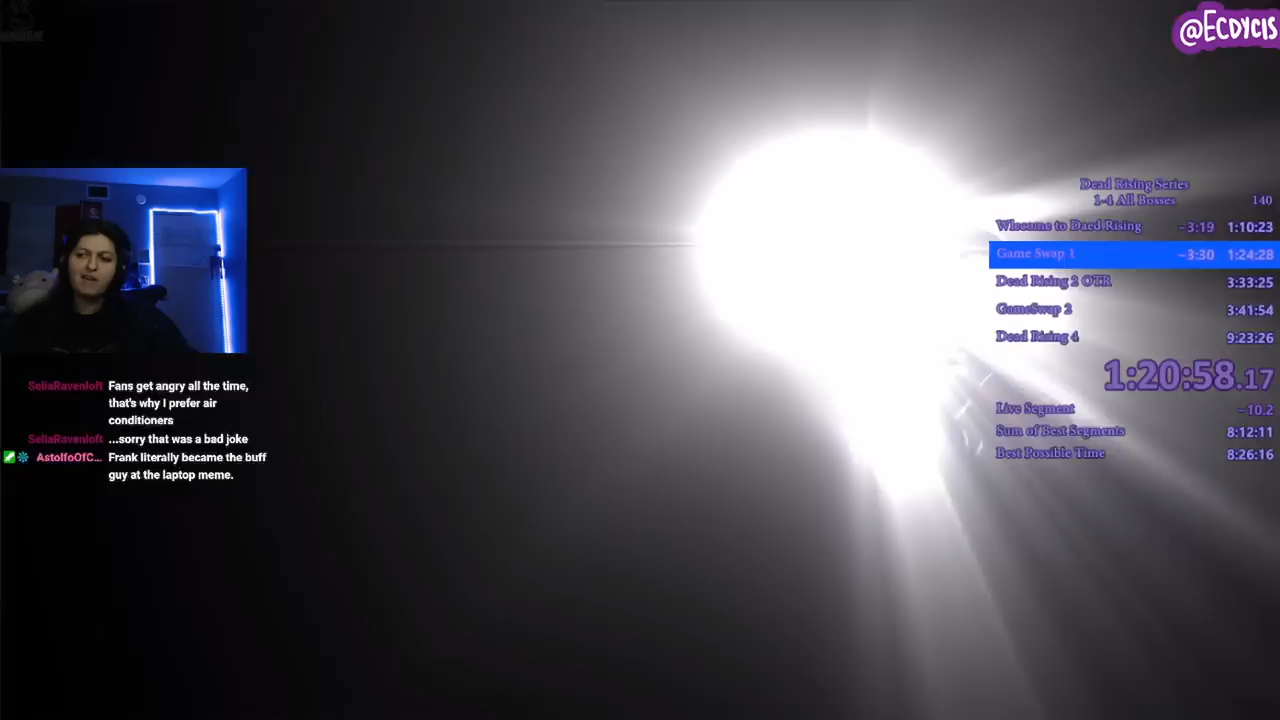 @ECDYCIS
Dead Rising Series
1-4 All Bosses 140
Wlecome to Daed Rising -3:19 1:10:23
Game Swap 1 -3:30 1:24:28
Dead Rising 2 OTR 3:33:25
GameSwap 2 3:41:54
Dead Rising 4 9:23:26
1:20:58.17
Live Segment -10.2
Sum of Best Segments 8:12:11
Best Possible Time 8:26:16
SeliaRavenloft Fans get angry all the time,
that's why I prefer air
conditioners
SeliaRavenloft ...sorry that was a bad joke
AstolfoOfC... Frank literally became the buff
guy at the laptop meme.